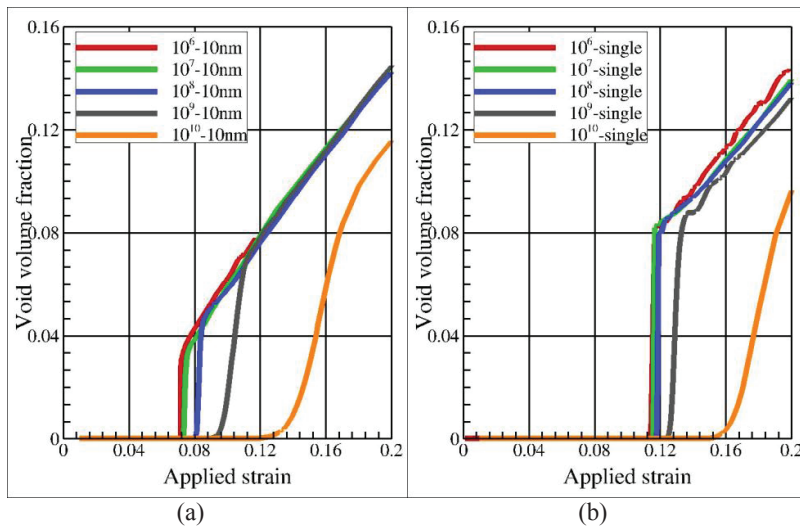 0.16
10⁶-10nm
10⁷-10nm
10⁸-10nm
10⁹-10nm
10¹⁰-10nm
0.12
0.08
0.04
0
Void volume fraction
0 0.04 0.08 0.12 0.16 0.2
Applied strain
(a)
0.16
10⁶-single
10⁷-single
10⁸-single
10⁹-single
10¹⁰-single
0.12
0.08
0.04
0
Void volume fraction
0 0.04 0.08 0.12 0.16 0.2
Applied strain
(b)